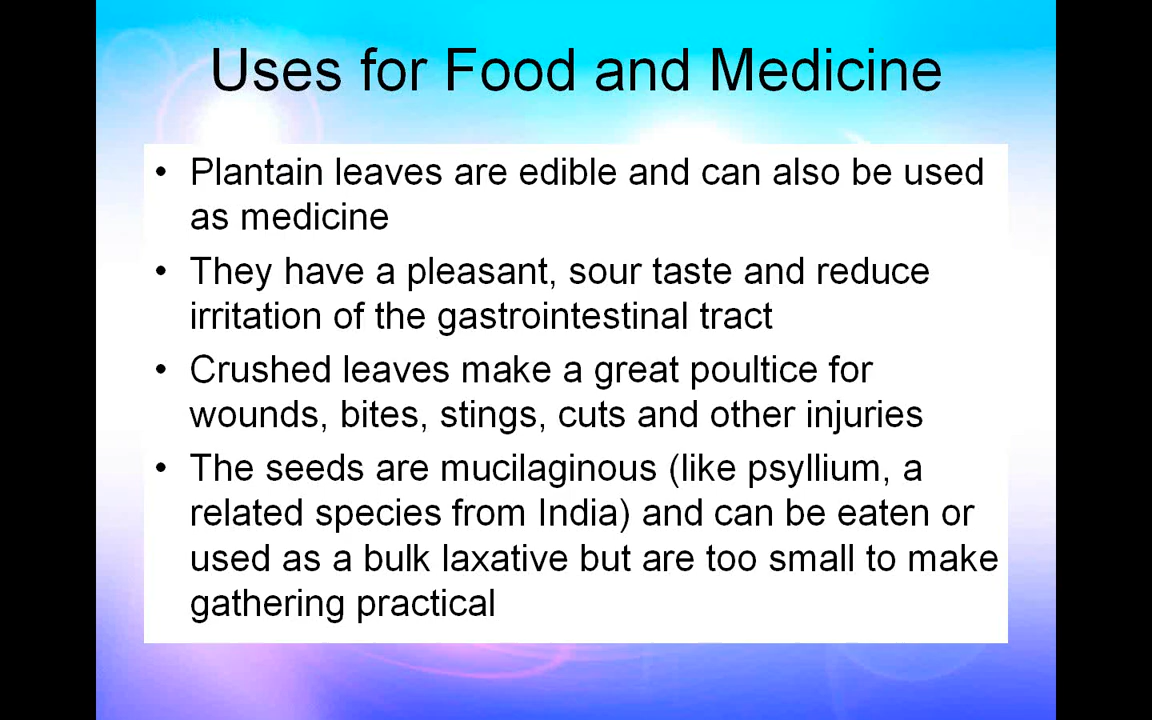 Uses for Food and Medicine
• Plantain leaves are edible and can also be used
as medicine
• They have a pleasant, sour taste and reduce
irritation of the gastrointestinal tract
• Crushed leaves make a great poultice for
wounds, bites, stings, cuts and other injuries
• The seeds are mucilaginous (like psyllium, a
related species from India) and can be eaten or
used as a bulk laxative but are too small to make
gathering practical